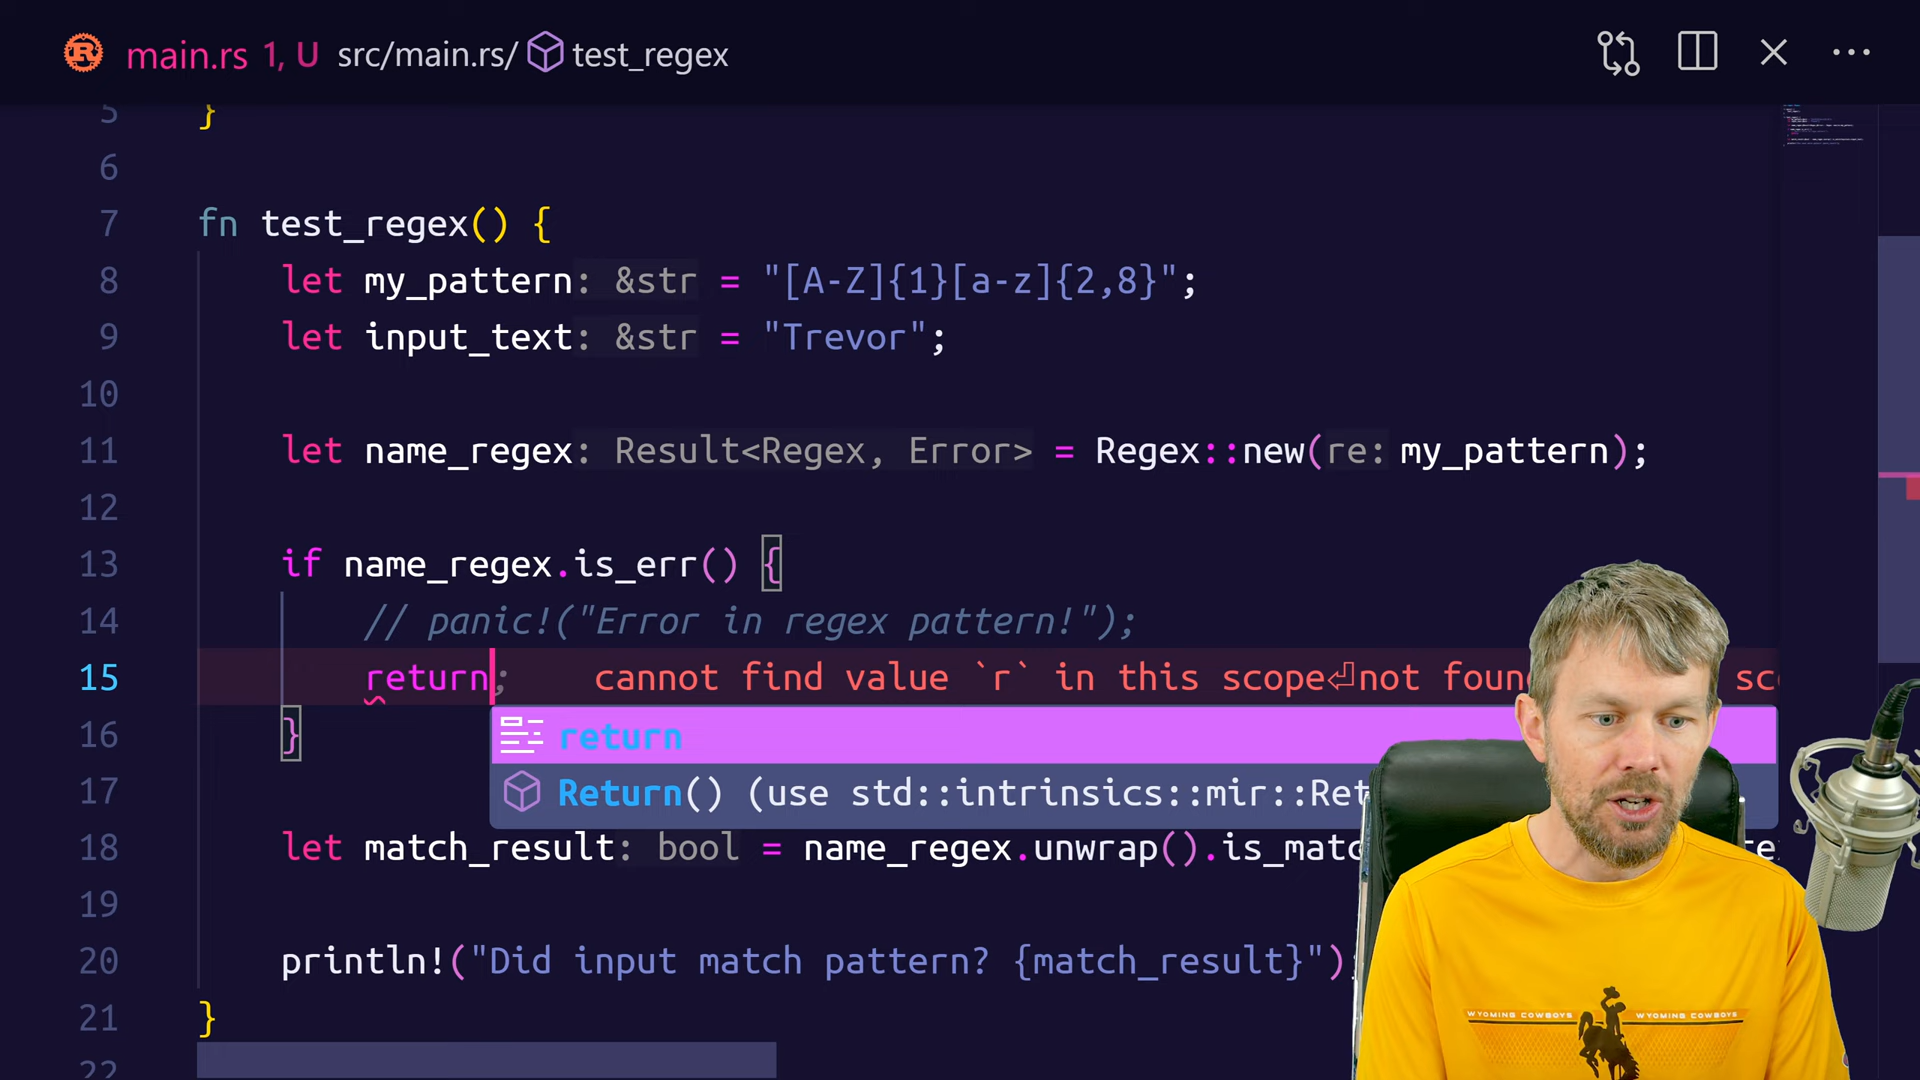 main.rs 1, U src/main.rs/ test_regex
5 }
6
7 fn test_regex() {
8 let my_pattern: &str = "[A-Z]{1}[a-z]{2,8}";
9 let input_text: &str = "Trevor";
10
11 let name_regex: Result<Regex, Error> = Regex::new(re: my_pattern);
12
13 if name_regex.is_err() {
14 // panic!("Error in regex pattern!");
15 return; cannot find value `r` in this scope⏎not foun sc
16 }
return
17 Return() (use std::intrinsics::mir::Ret
18 let match_result: bool = name_regex.unwrap().is_matc
19
20 println!("Did input match pattern? {match_result}")
21 }
22
WYOMING COWBOYS WYOMING COWBOYS